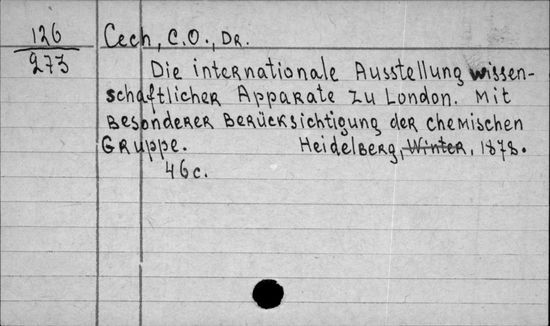 126
273
Cech, C.O., Dr.
Die internationale Ausstellung wissen-
schaftlicher Apparate zu London. Mit
besonderer Berücksichtigung der chemischen
Gruppe. Heidelberg, Winter, 1878.
46c.